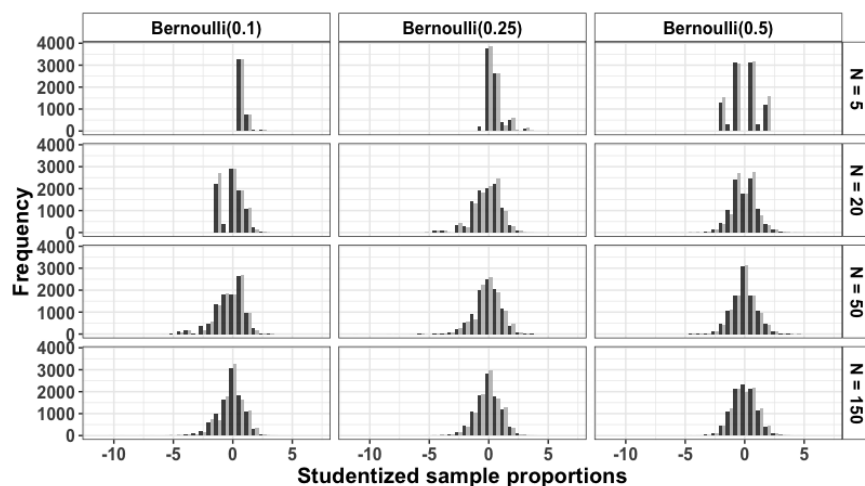 Bernoulli(0.1) Bernoulli(0.25) Bernoulli(0.5)
4000
3000
2000
1000
0
N = 5
4000
3000
2000
1000
0
N = 20
4000
3000
2000
1000
0
N = 50
4000
3000
2000
1000
0
N = 150
Frequency
-10 -5 0 5 -10 -5 0 5 -10 -5 0 5
Studentized sample proportions